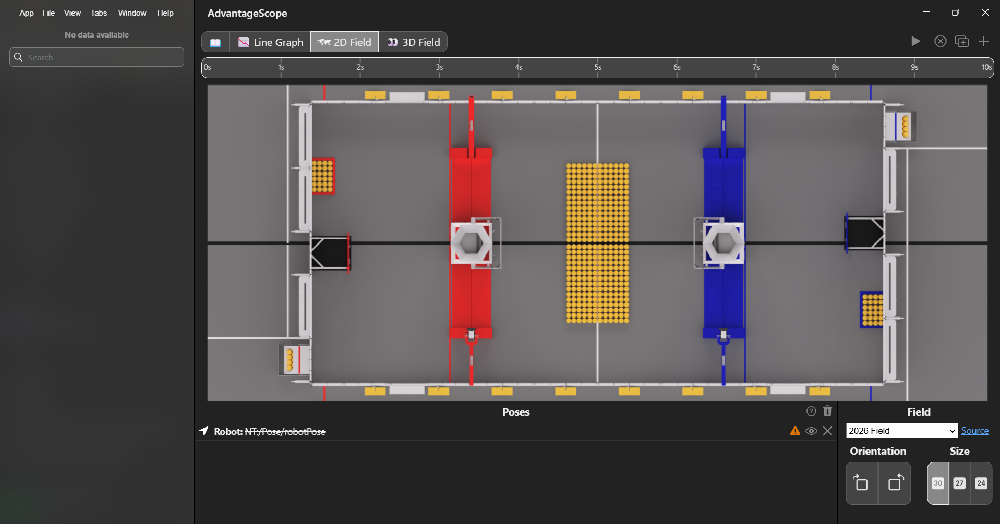 App File View Tabs Window Help
No data available
Search
AdvantageScope
Line Graph 2D Field 3D Field
0s 1s 2s 3s 4s 5s 6s 7s 8s 9s 10s
Poses
Robot: NT:/Pose/robotPose
Field
2026 Field Source
Orientation Size
30 27 24